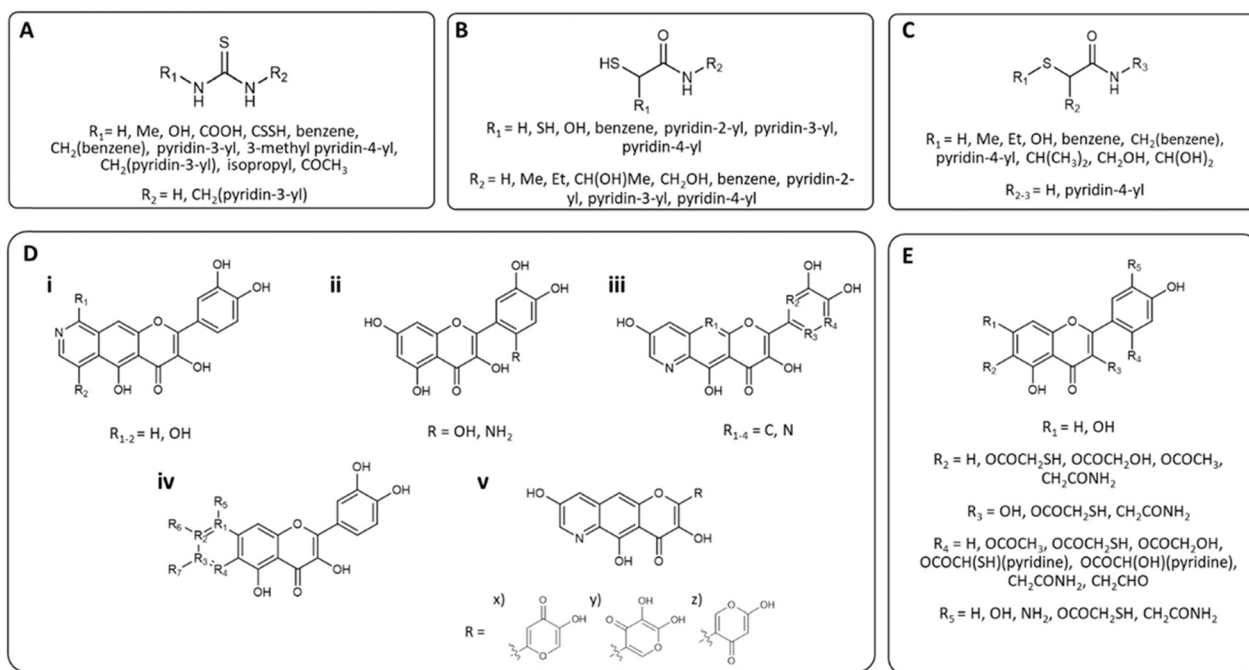 A
S
R₁
N
H
N
H
R₂
R₁= H, Me, OH, COOH, CSSH, benzene,
CH₂(benzene), pyridin-3-yl, 3-methyl pyridin-4-yl,
CH₂(pyridin-3-yl), isopropyl, COCH₃
R₂ = H, CH₂(pyridin-3-yl)
B
O
HS
R₁
N
H
R₂
R₁ = H, SH, OH, benzene, pyridin-2-yl, pyridin-3-yl,
pyridin-4-yl
R₂ = H, Me, Et, CH(OH)Me, CH₂OH, benzene, pyridin-2-
yl, pyridin-3-yl, pyridin-4-yl
C
O
S
R₁
R₂
N
H
R₃
R₁ = H, Me, Et, OH, benzene, CH₂(benzene),
pyridin-4-yl, CH(CH₃)₂, CH₂OH, CH(OH)₂
R₂₋₃ = H, pyridin-4-yl
D
i
OH
OH
R₁
N
O
R₂
OH
O
OH
R₁₋₂ = H, OH
ii
OH
OH
HO
O
R
OH
OH
O
R = OH, NH₂
iii
OH
OH
R₂
R₄
R₃
HO
R₁
O
N
OH
O
OH
R₁₋₄ = C, N
iv
OH
OH
R₅
R₆
R₁
R₂
R₃
R₇
R₄
O
OH
O
OH
v
HO
O
R
N
OH
O
OH
R =
x)
O
OH
O
y)
OH
O
OH
O
z)
OH
O
O
E
R₅
OH
R₁
O
R₄
R₂
R₃
OH
O
R₁ = H, OH
R₂ = H, OCOCH₂SH, OCOCH₂OH, OCOCH₃,
CH₂CONH₂
R₃ = OH, OCOCH₂SH, CH₂CONH₂
R₄ = H, OCOCH₃, OCOCH₂SH, OCOCH₂OH,
OCOCH(SH)(pyridine), OCOCH(OH)(pyridine),
CH₂CONH₂, CH₂CHO
R₅ = H, OH, NH₂, OCOCH₂SH, CH₂CONH₂